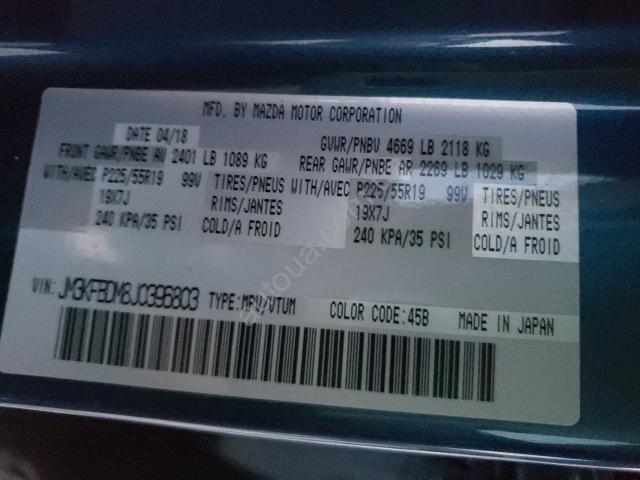 MFD. BY MAZDA MOTOR CORPORATION
DATE 04/18 GVWR/PNBV 4669 LB 2118 KG
FRONT GAWR/PNBE AV 2401 LB 1089 KG REAR GAWR/PNBE AR 2269 LB 1029 KG
WITH/AVEC P225/55R19 99V TIRES/PNEUS WITH/AVEC P225/55R19 99V TIRES/PNEUS
19X7J RIMS/JANTES 19X7J RIMS/JANTES
240 KPA/35 PSI COLD/A FROID 240 KPA/35 PSI COLD/A FROID
VIN: JM3KFBDM8J0396803 TYPE:MPV/VTUM COLOR CODE:45B MADE IN JAPAN